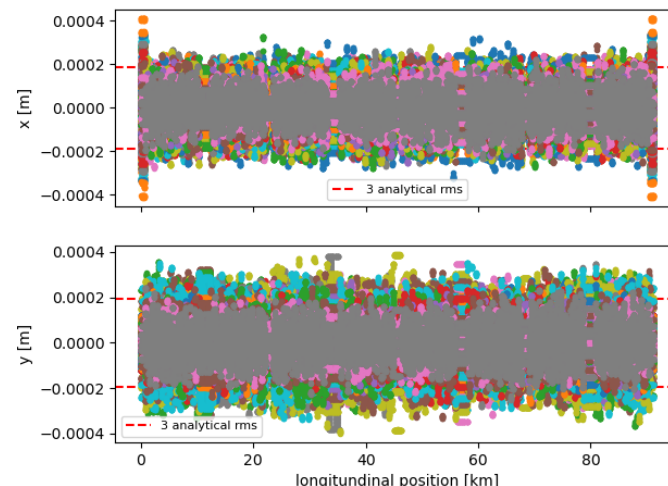 0.0004
0.0002
0.0000
−0.0002
−0.0004
x [m]
3 analytical rms
0.0004
0.0002
0.0000
−0.0002
−0.0004
y [m]
3 analytical rms
0 20 40 60 80
longitundinal position [km]